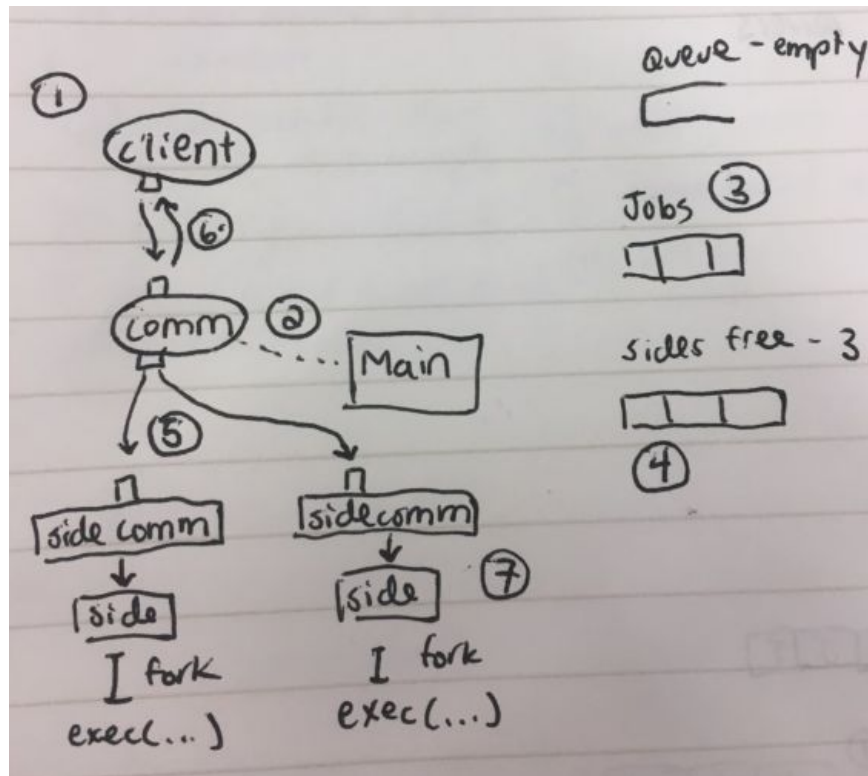 Queue - empty
①
client
Jobs ③
⑥
comm ②
Main
sides free - 3
⑤
④
side comm
sidecomm
side
side ⑦
I fork
I fork
exec(...)
exec(...)